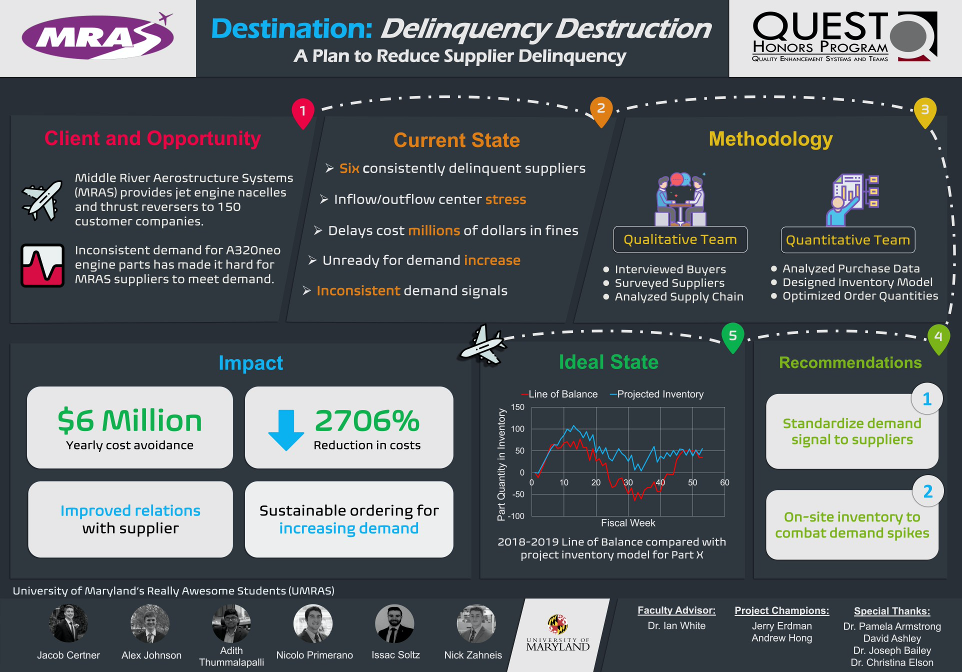 MRAS
Destination: Delinquency Destruction
A Plan to Reduce Supplier Delinquency
QUEST
HONORS PROGRAM
QUALITY ENHANCEMENT SYSTEMS AND TEAMS
1
Client and Opportunity
Middle River Aerostructure Systems
(MRAS) provides jet engine nacelles
and thrust reversers to 150
customer companies.
Inconsistent demand for A320neo
engine parts has made it hard for
MRAS suppliers to meet demand.
2
Current State
Six consistently delinquent suppliers
Inflow/outflow center stress
Delays cost millions of dollars in fines
Unready for demand increase
Inconsistent demand signals
3
Methodology
Qualitative Team
Interviewed Buyers
Surveyed Suppliers
Analyzed Supply Chain
Quantitative Team
Analyzed Purchase Data
Designed Inventory Model
Optimized Order Quantities
Impact
$6 Million
Yearly cost avoidance
2706%
Reduction in costs
Improved relations
with supplier
Sustainable ordering for
increasing demand
5
Ideal State
Line of Balance
Projected Inventory
Part Quantity in Inventory
150
100
50
0
-50
-100
0 10 20 30 40 50 60
Fiscal Week
2018-2019 Line of Balance compared with
project inventory model for Part X
4
Recommendations
1
Standardize demand
signal to suppliers
2
On-site inventory to
combat demand spikes
University of Maryland's Really Awesome Students (UMRAS)
Jacob Certner
Alex Johnson
Adith
Thummalapalli
Nicolo Primerano
Issac Soltz
Nick Zahneis
UNIVERSITY OF
MARYLAND
Faculty Advisor:
Dr. Ian White
Project Champions:
Jerry Erdman
Andrew Hong
Special Thanks:
Dr. Pamela Armstrong
David Ashley
Dr. Joseph Bailey
Dr. Christina Elson